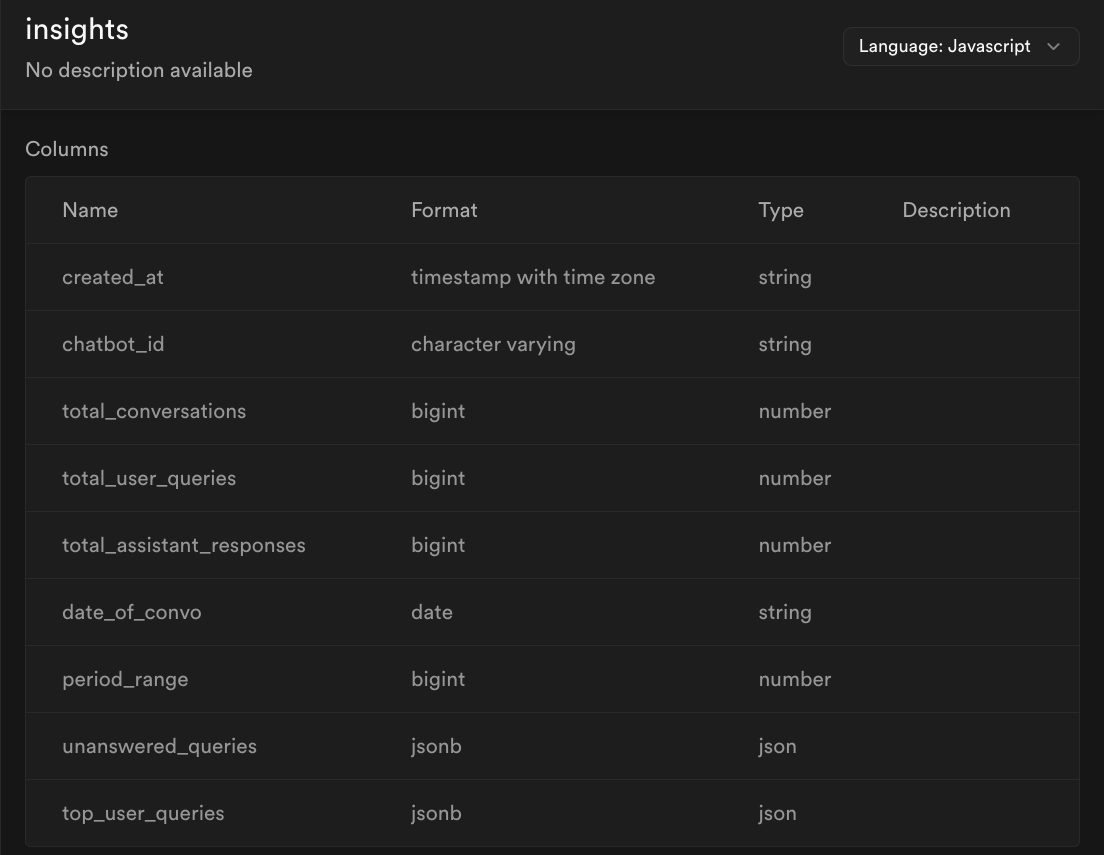 insights
No description available
Language: Javascript
Columns
Name Format Type Description
created_at timestamp with time zone string
chatbot_id character varying string
total_conversations bigint number
total_user_queries bigint number
total_assistant_responses bigint number
date_of_convo date string
period_range bigint number
unanswered_queries jsonb json
top_user_queries jsonb json